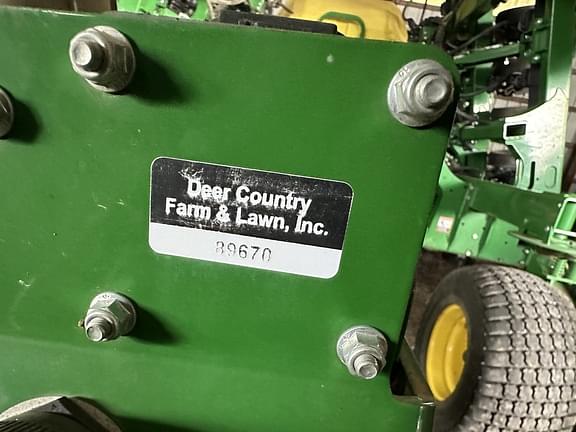 Deer Country
Farm & Lawn, Inc.
89670